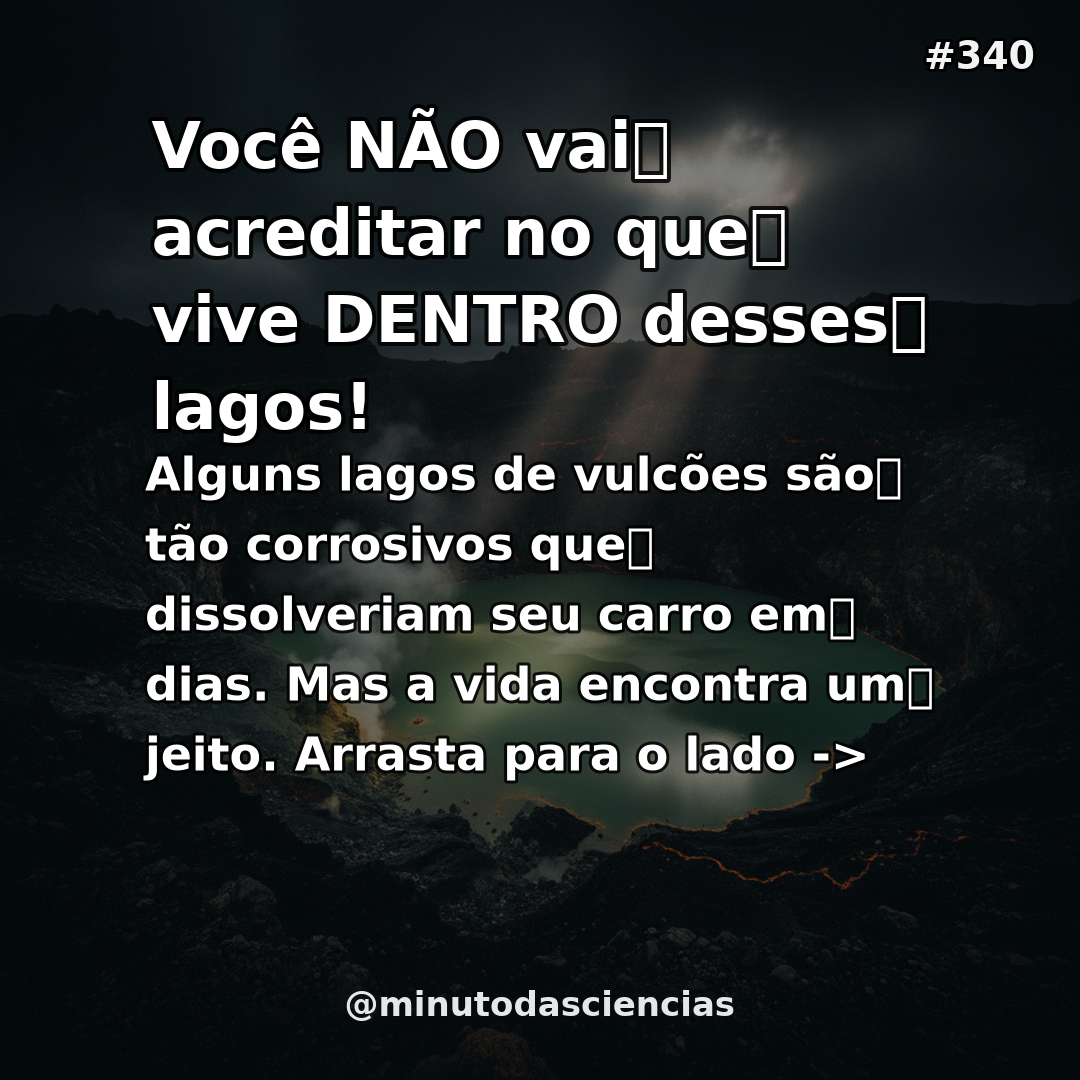 #340
Você NÃO vai▯
acreditar no que▯
vive DENTRO desses▯
lagos!
Alguns lagos de vulcões são▯
tão corrosivos que▯
dissolveriam seu carro em▯
dias. Mas a vida encontra um▯
jeito. Arrasta para o lado ->
@minutodasciencias